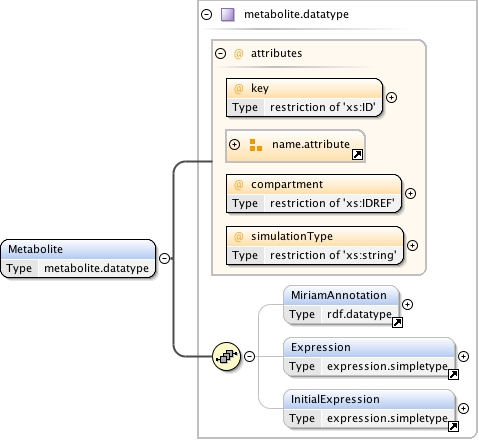 metabolite.datatype
@ attributes
@ key
Type restriction of 'xs:ID'
name.attribute
@ compartment
Type restriction of 'xs:IDREF'
@ simulationType
Type restriction of 'xs:string'
Metabolite
Type metabolite.datatype
MiriamAnnotation
Type rdf.datatype
Expression
Type expression.simpletype
InitialExpression
Type expression.simpletype